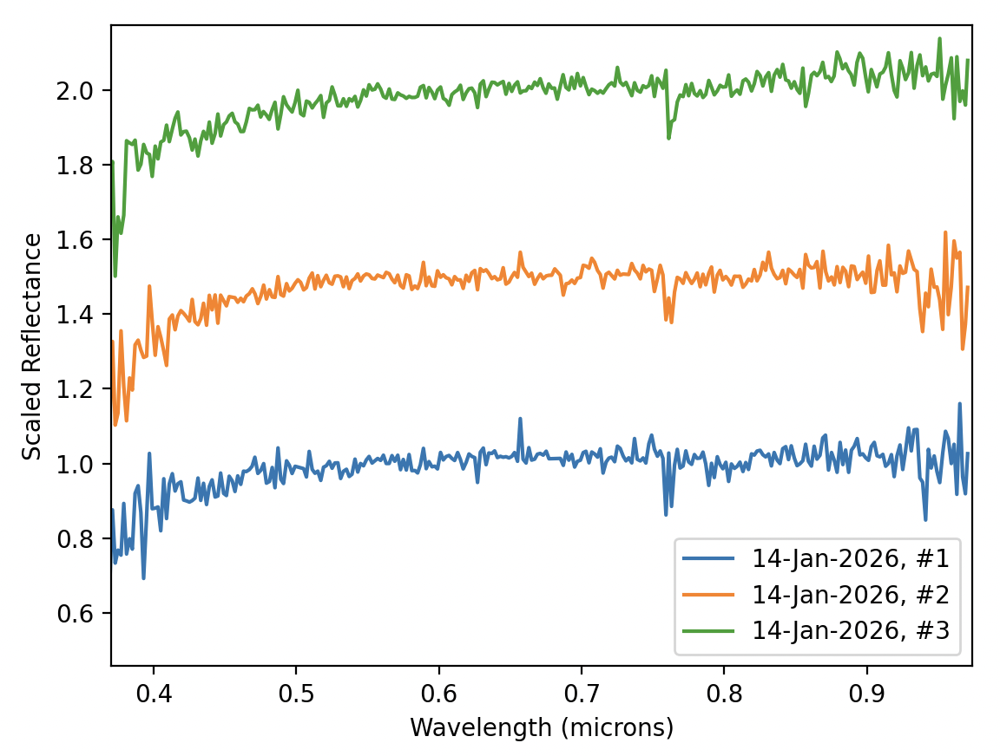 2.0
1.8
1.6
1.4
1.2
1.0
0.8
0.6
Scaled Reflectance
14-Jan-2026, #1
14-Jan-2026, #2
14-Jan-2026, #3
0.4 0.5 0.6 0.7 0.8 0.9
Wavelength (microns)